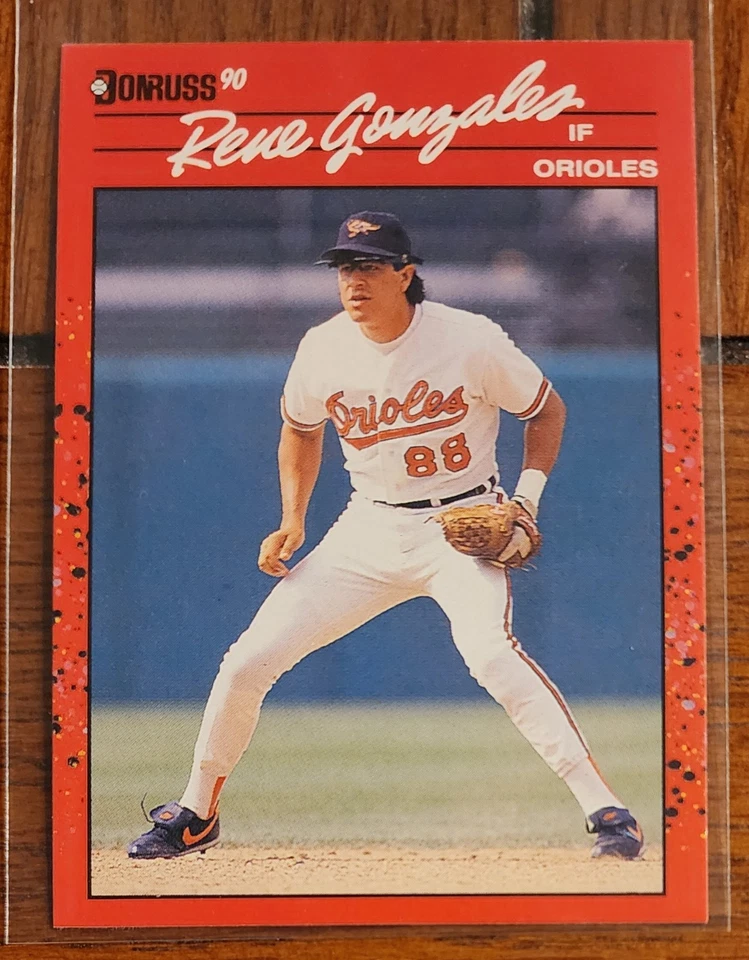 DONRUSS 90
Rene Gonzales
IF
ORIOLES
Orioles
88